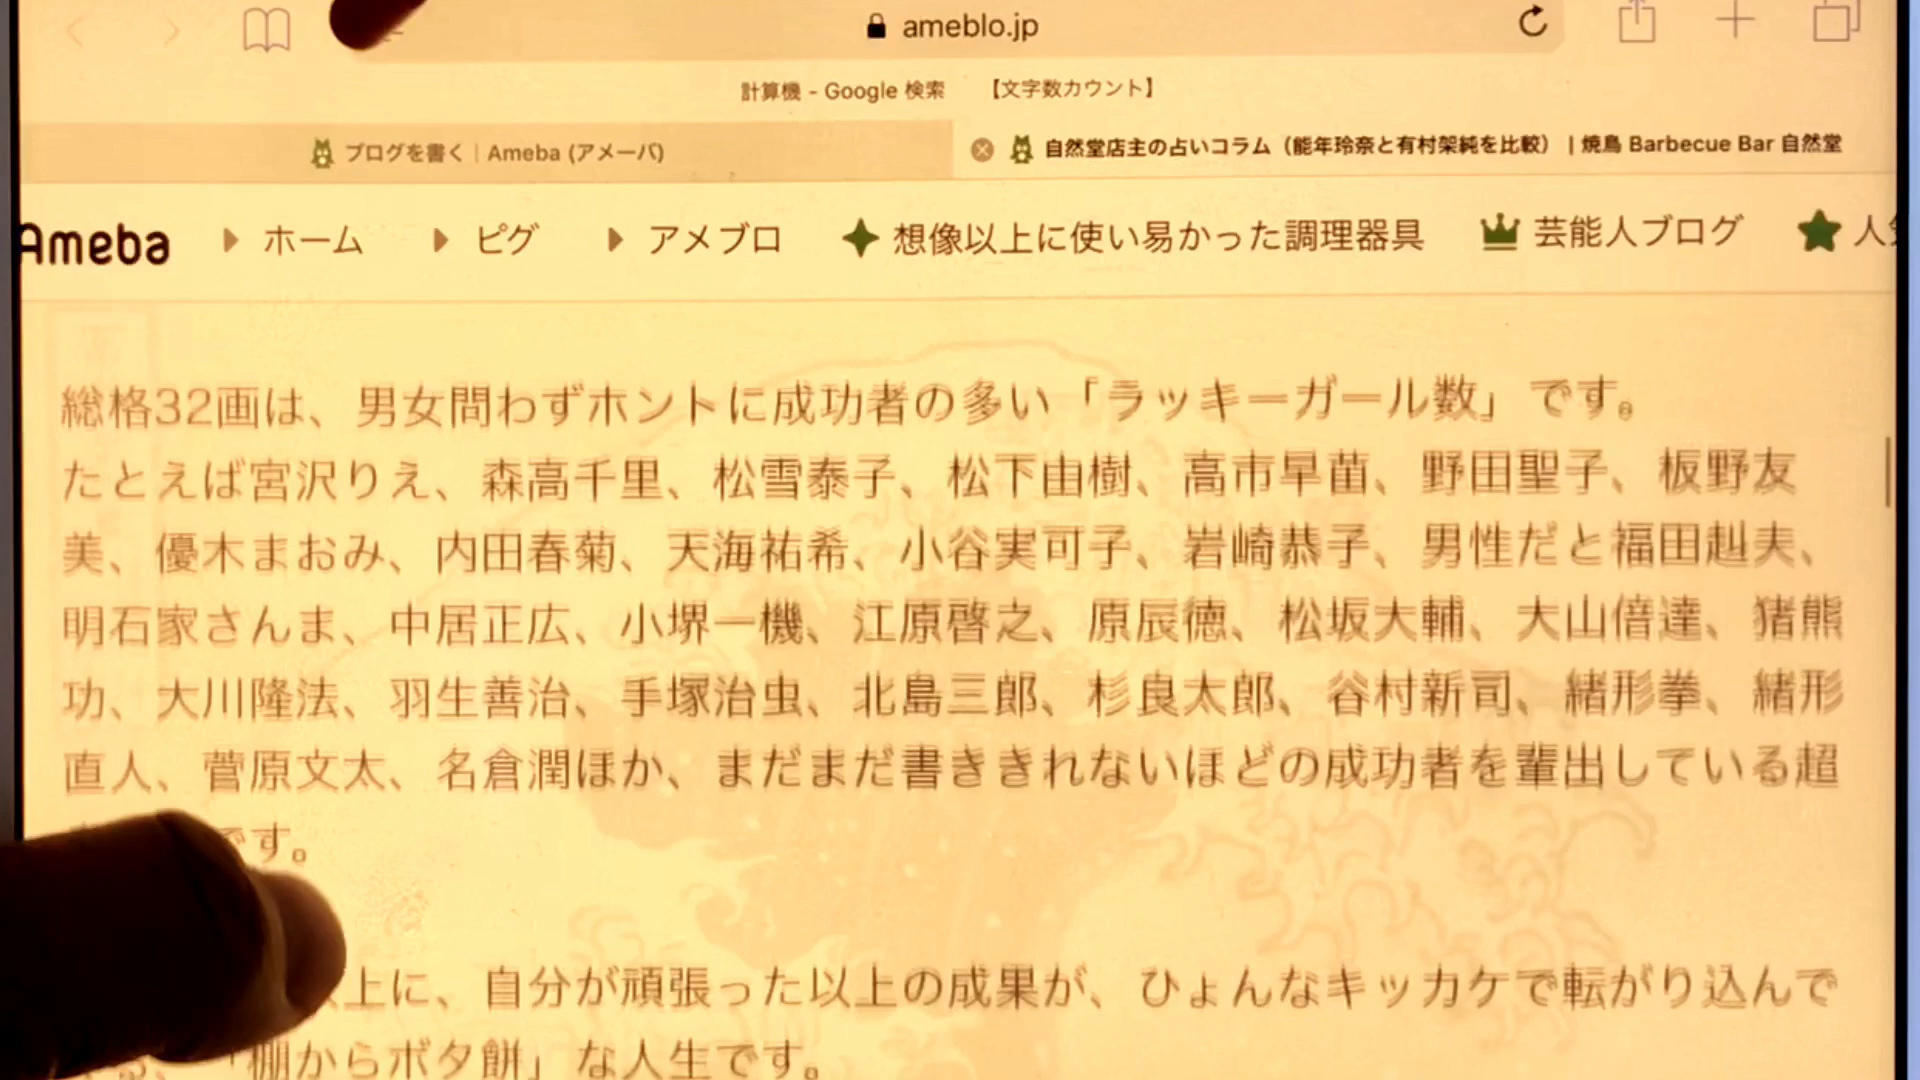 ameblo.jp
計算機 - Google 検索
【文字数カウント】
ブログを書く | Ameba (アメーバ)
自然堂店主の占いコラム（能年玲奈と有村架純を比較） | 焼鳥 Barbecue Bar 自然堂
Ameba ホーム ピグ アメブロ 想像以上に使い易かった調理器具 芸能人ブログ
総格32画は、男女問わずホントに成功者の多い「ラッキーガール数」です。
たとえば宮沢りえ、森高千里、松雪泰子、松下由樹、高市早苗、野田聖子、板野友
美、優木まおみ、内田春菊、天海祐希、小谷実可子、岩崎恭子、男性だと福田赳夫、
明石家さんま、中居正広、小堺一機、江原啓之、原辰徳、松坂大輔、大山倍達、猪熊
功、大川隆法、羽生善治、手塚治虫、北島三郎、杉良太郎、谷村新司、緒形拳、緒形
直人、菅原文太、名倉潤ほか、まだまだ書ききれないほどの成功者を輩出している超
です。
上に、自分が頑張った以上の成果が、ひょんなキッカケで転がり込んで
「棚からボタ餅」な人生です。